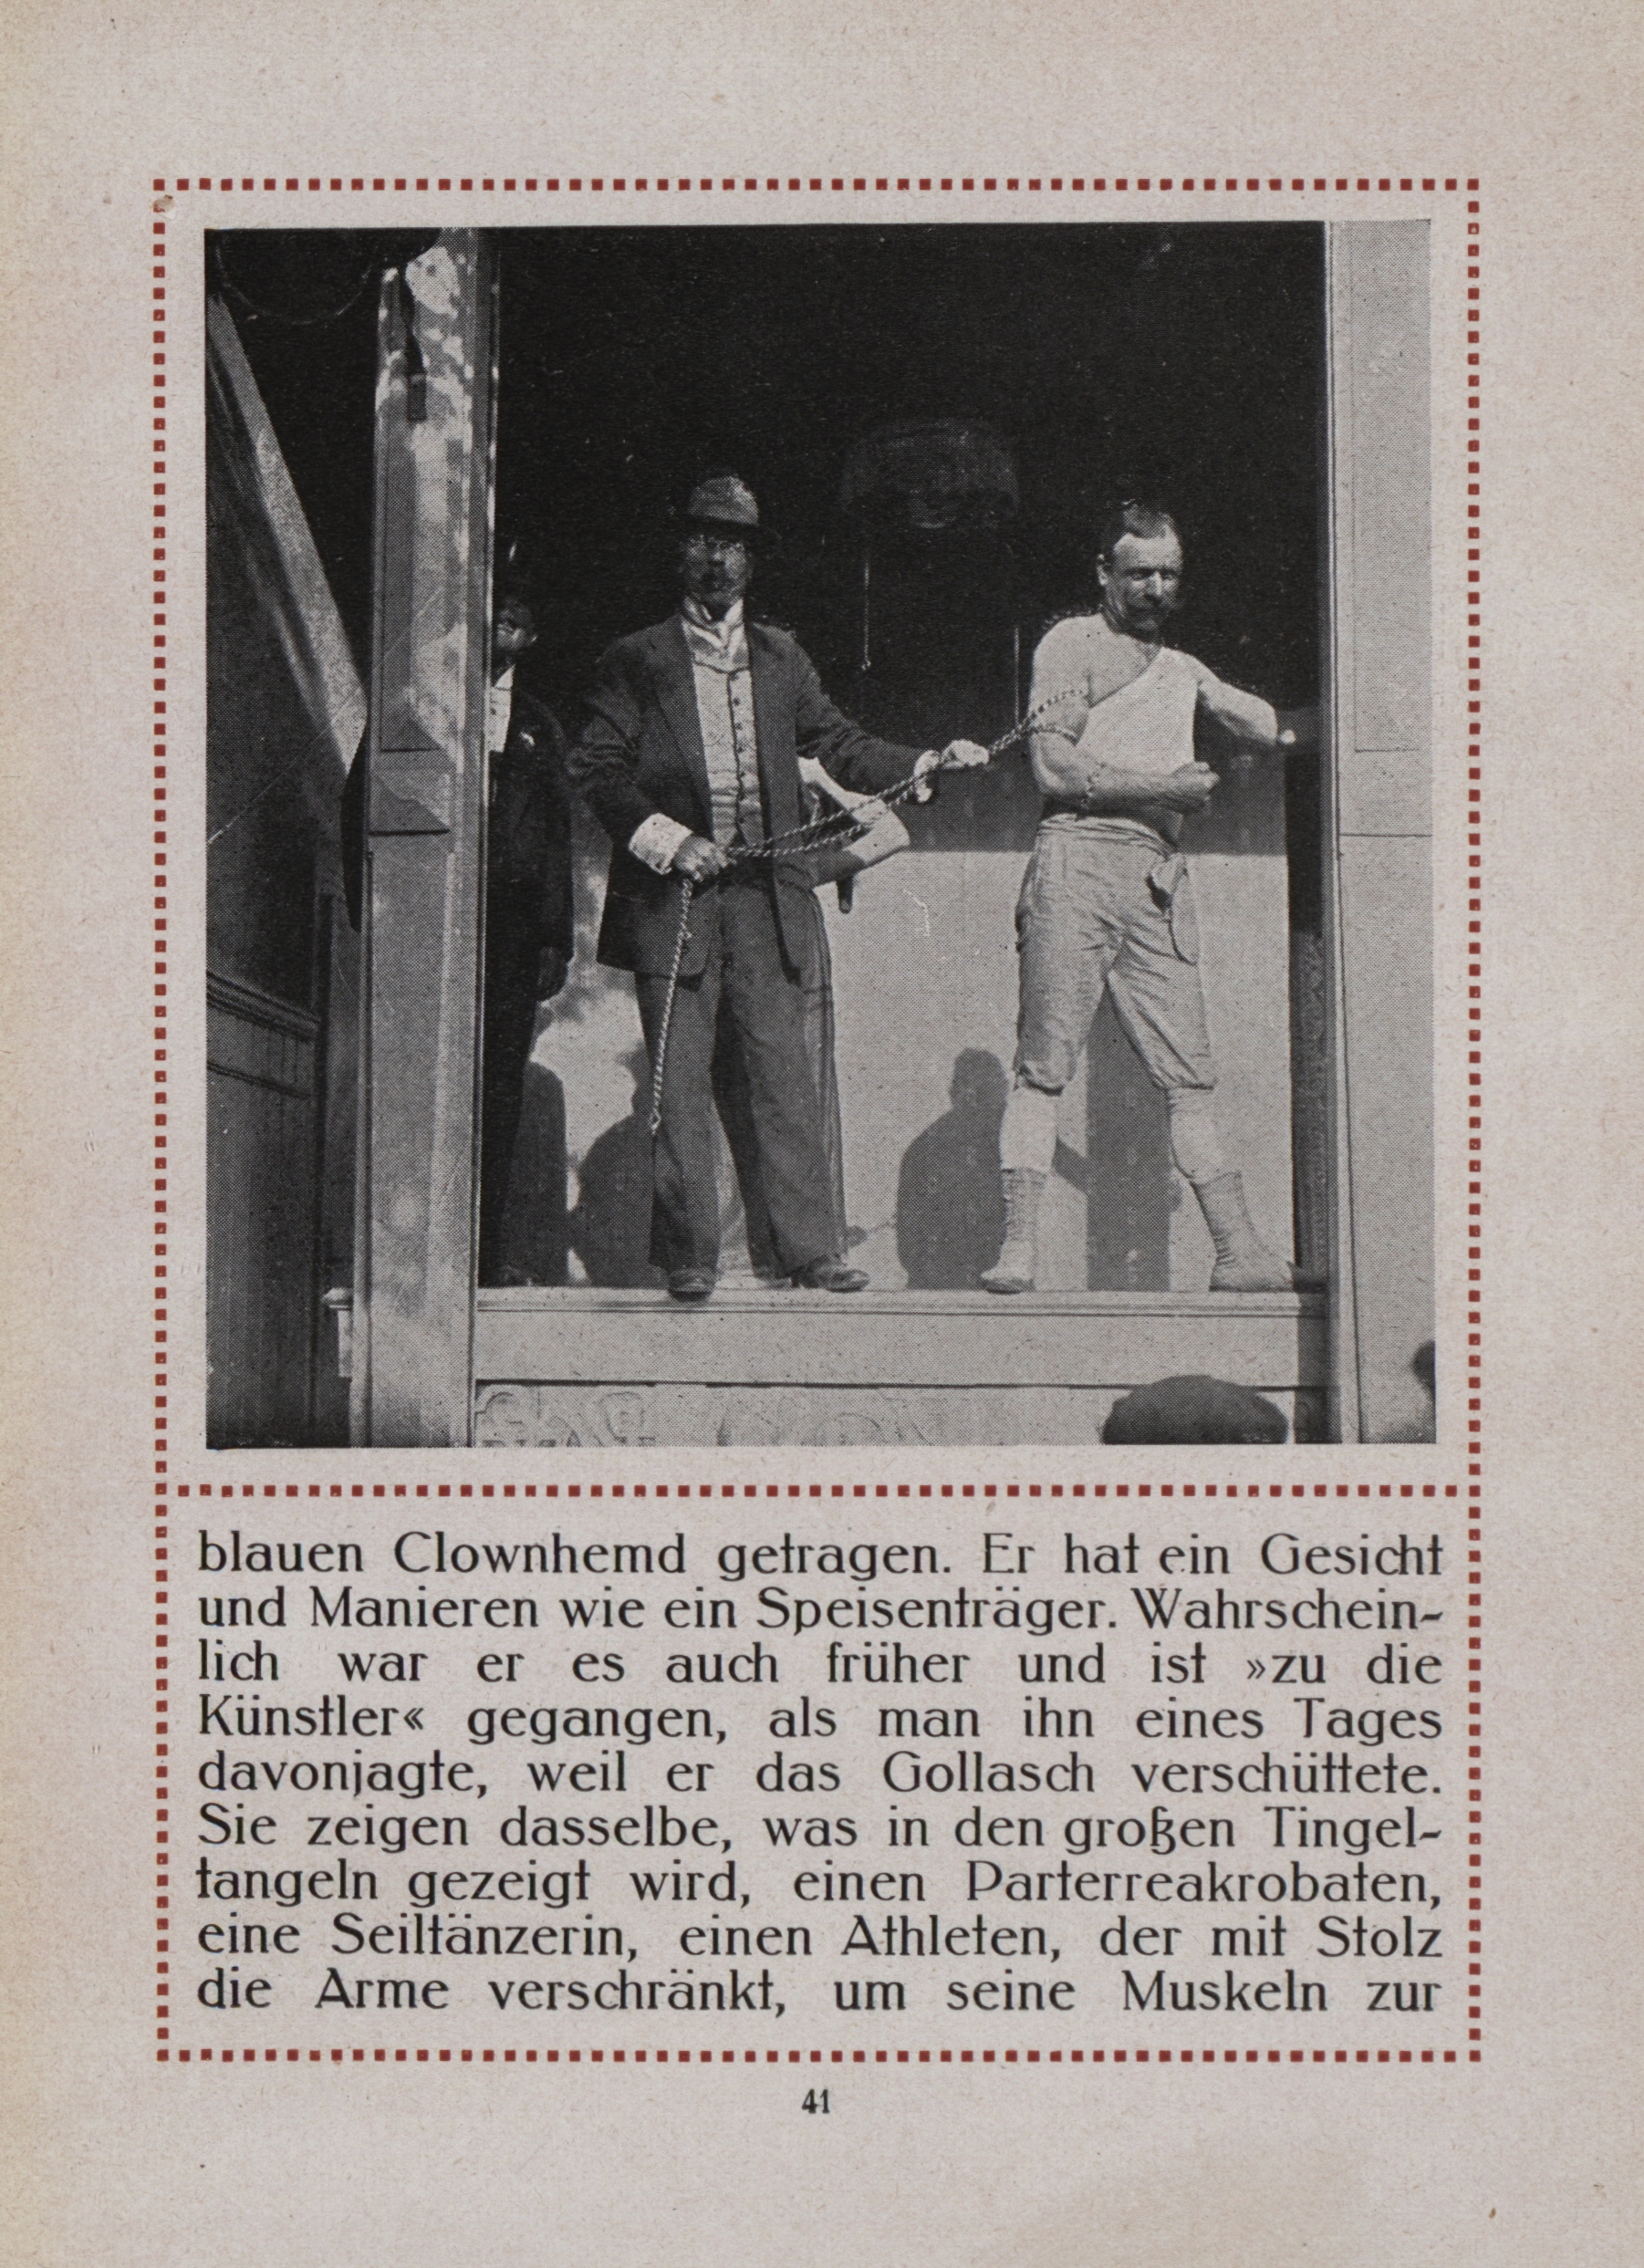 blauen Clownhemd getragen. Er hat ein Gesicht
und Manieren wie ein Speisenträger. Wahrschein-
lich war er es auch früher und ist »zu die
Künstler« gegangen, als man ihn eines Tages
davonjagte, weil er das Gollasch verschüttete.
Sie zeigen dasselbe, was in den großen Tingel-
tangeln gezeigt wird, einen Parterreakrobaten,
eine Seiltänzerin, einen Athleten, der mit Stolz
die Arme verschränkt, um seine Muskeln zur
41